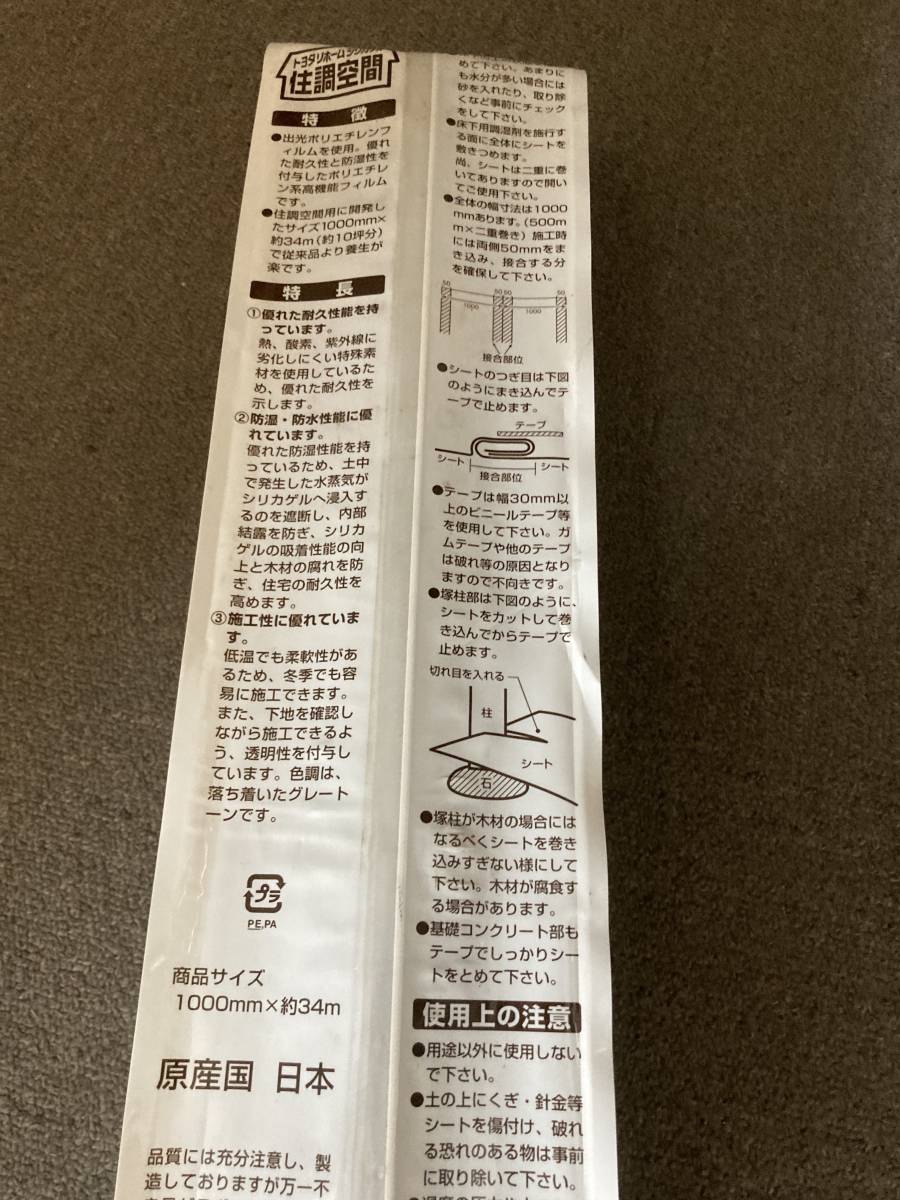 トヨタリホームシリカゲル
住調空間
特 徴
●出光ポリエチレンフ
ィルムを使用。優れ
た耐久性と防湿性を
付与したポリエチレ
ン系高機能フィルム
です。
●住調空間用に開発し
たサイズ1000mm×
約34m(約10坪分)
で従来品より養生が
楽です。
特 長
①優れた耐久性能を持
っています。
熱、酸素、紫外線に
劣化しにくい特殊素
材を使用しているた
め、優れた耐久性を
示します。
②防湿・防水性能に優
れています。
優れた防湿性能を持
っているため、土中
で発生した水蒸気が
シリカゲルへ浸入す
るのを遮断し、内部
結露を防ぎ、シリカ
ゲルの吸着性能の向
上と木材の腐れを防
ぎ、住宅の耐久性を
高めます。
③施工性に優れていま
す。
低温でも柔軟性があ
るため、冬季でも容
易に施工できます。
また、下地を確認し
ながら施工できるよ
う、透明性を付与し
ています。色調は、
落ち着いたグレート
ーンです。
プラ
PE,PA
商品サイズ
1000mm×約34m
原産国 日本
品質には充分注意し、製
造しておりますが万一不
めて下さい。あまりに
も水分が多い場合には
砂を入れたり、取り除
くなど事前にチェック
をして下さい。
●床下用調湿剤を施行す
る面に全体にシートを
敷きつめます。
尚、シートは二重に巻
いてありますので開い
てご使用下さい。
●全体の幅寸法は1000
mmあります。(500m
m×二重巻き)施工時
には両側50mmをま
き込み、接合する分
を確保して下さい。
50 50 50 50
1000 1000
接合部位
●シートのつぎ目は下図
のようにまき込んでテ
ープで止めます。
テープ
シート シート
接合部位
●テープは幅30mm以
上のビニールテープ等
を使用して下さい。ガ
ムテープや他のテープ
は破れ等の原因となり
ますので不向きです。
●塚柱部は下図のように、
シートをカットして巻
き込んでからテープで
止めます。
切れ目を入れる
柱
シート
石
●塚柱が木材の場合には
なるべくシートを巻き
込みすぎない様にして
下さい。木材が腐食す
る場合があります。
●基礎コンクリート部も
テープでしっかりシー
トをとめて下さい。
使用上の注意
●用途以外に使用しない
で下さい。
●土の上にくぎ・針金等
シートを傷付け、破れ
る恐れのある物は事前
に取り除いて下さい。